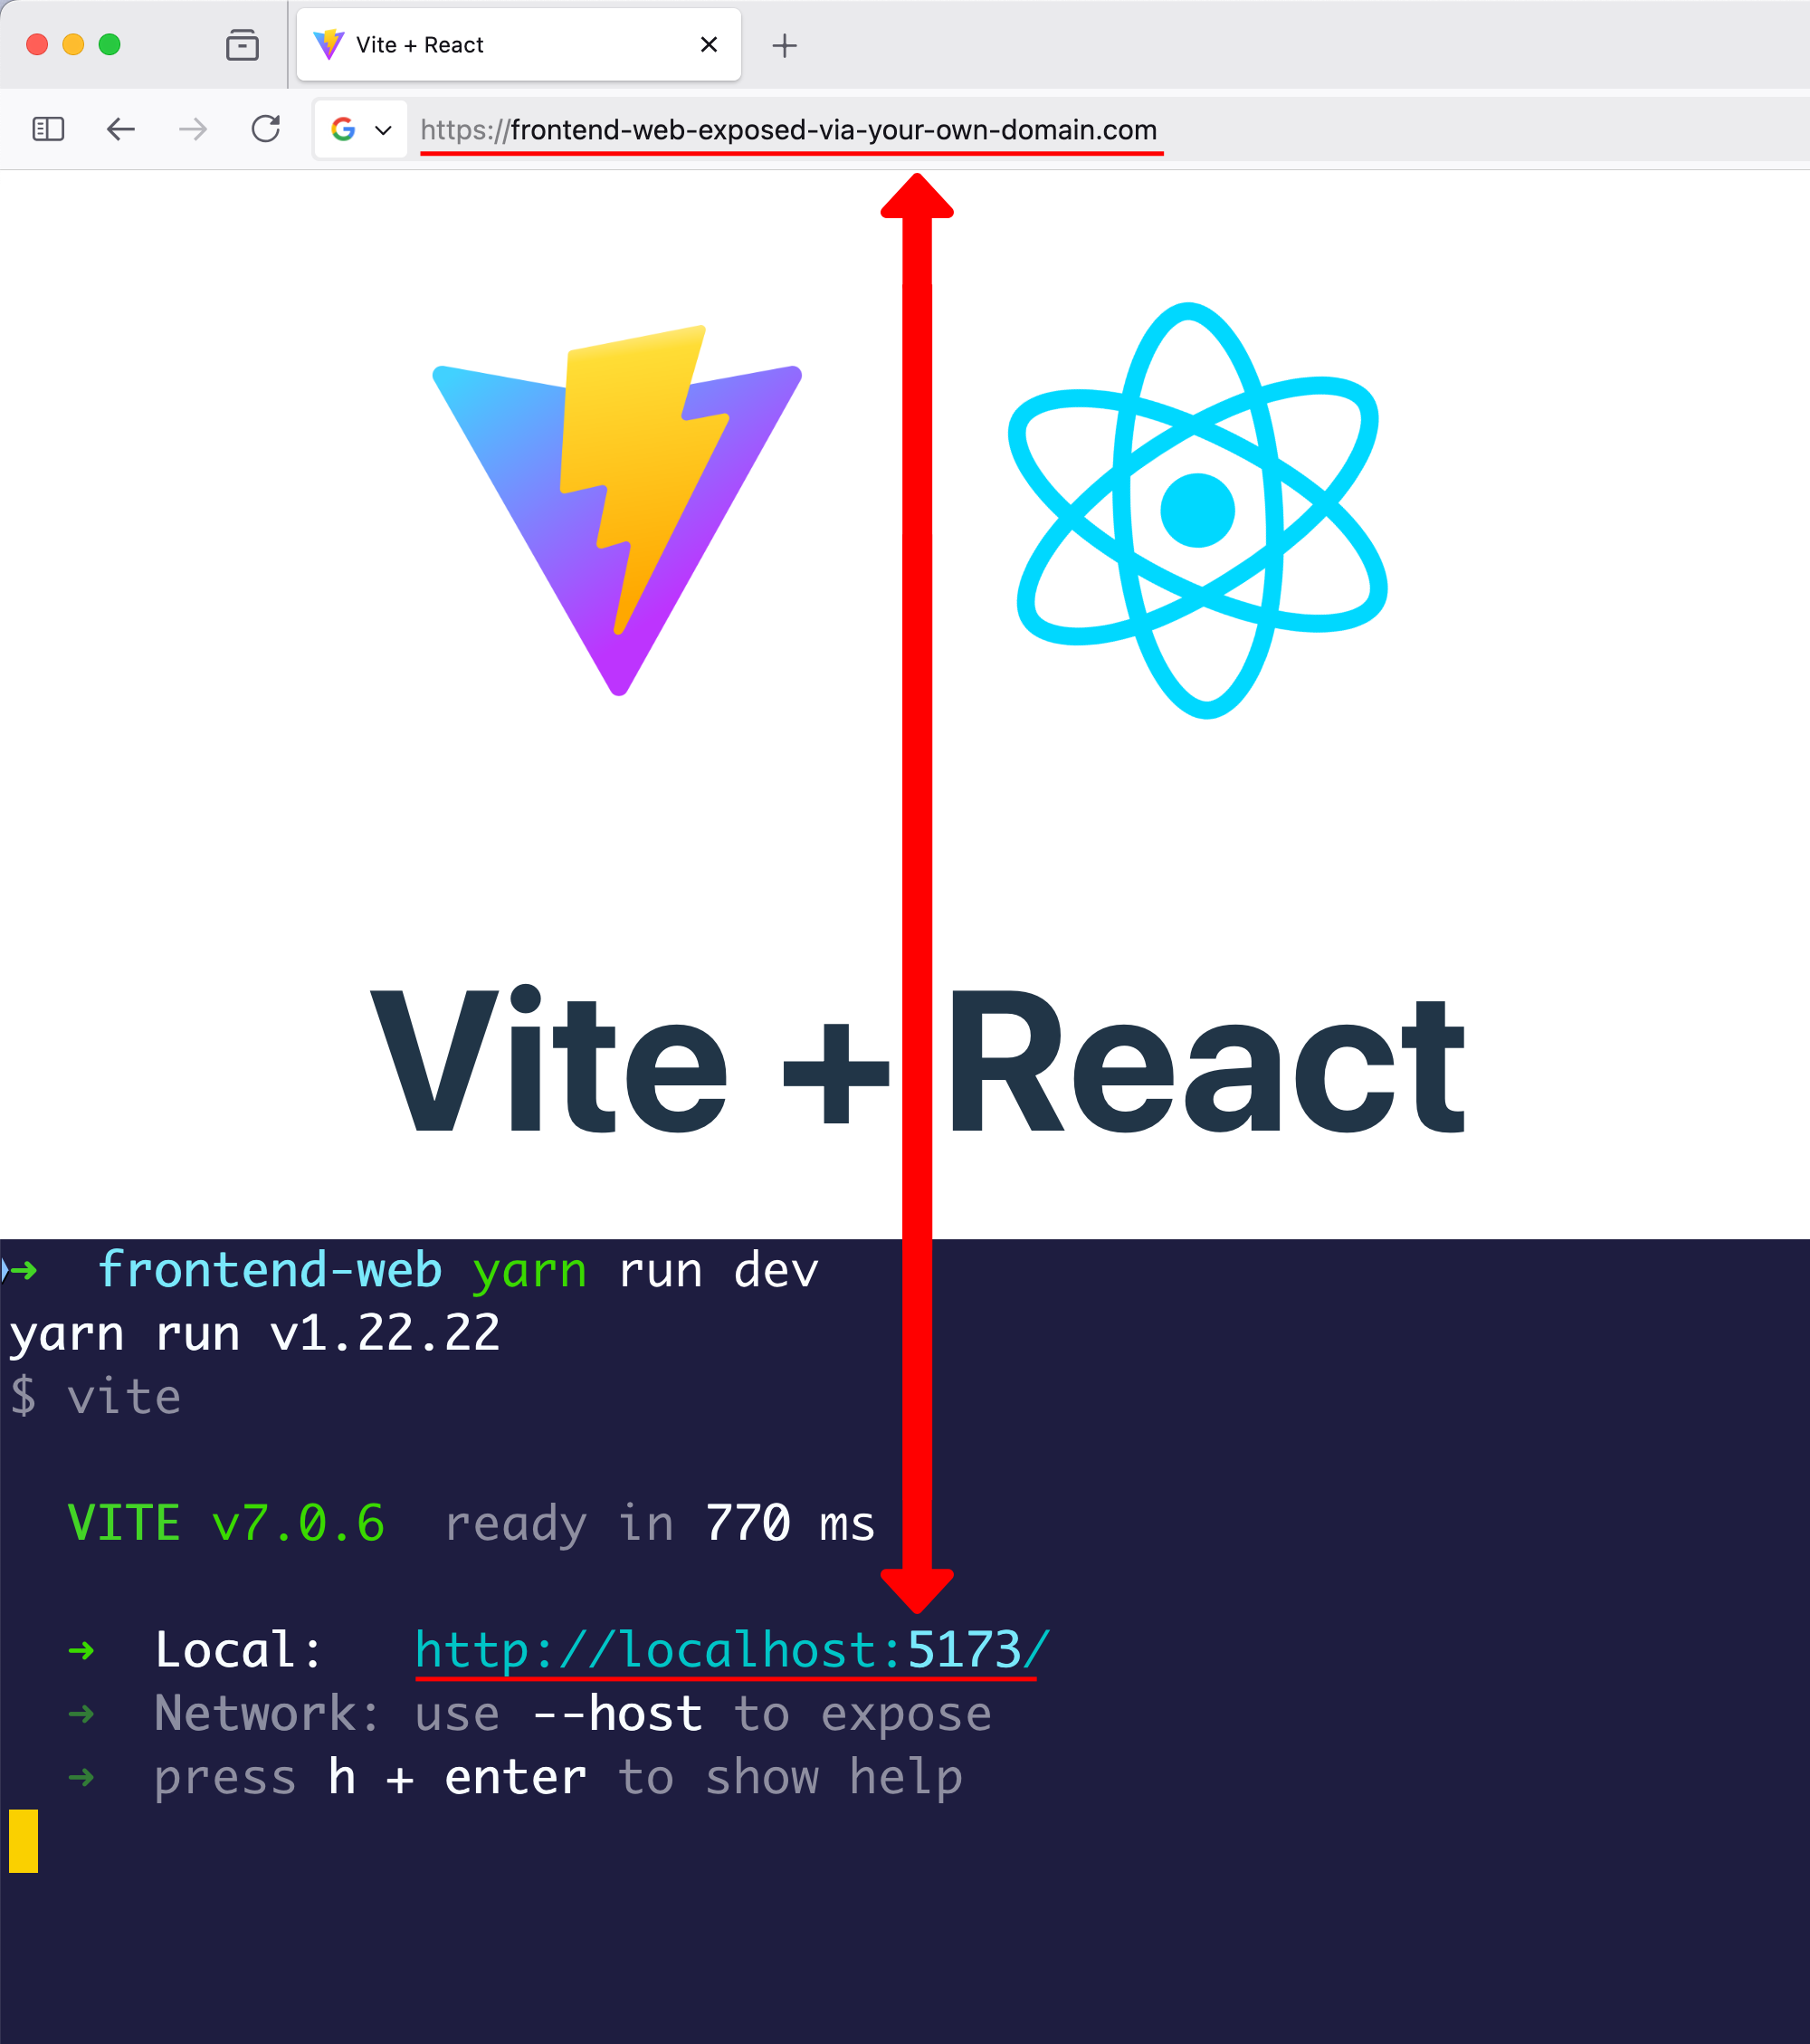 Vite + React
https://frontend-web-exposed-via-your-own-domain.com
Vite + React
➜ frontend-web yarn run dev
yarn run v1.22.22
$ vite
VITE v7.0.6 ready in 770 ms
➜ Local: http://localhost:5173/
➜ Network: use --host to expose
➜ press h + enter to show help